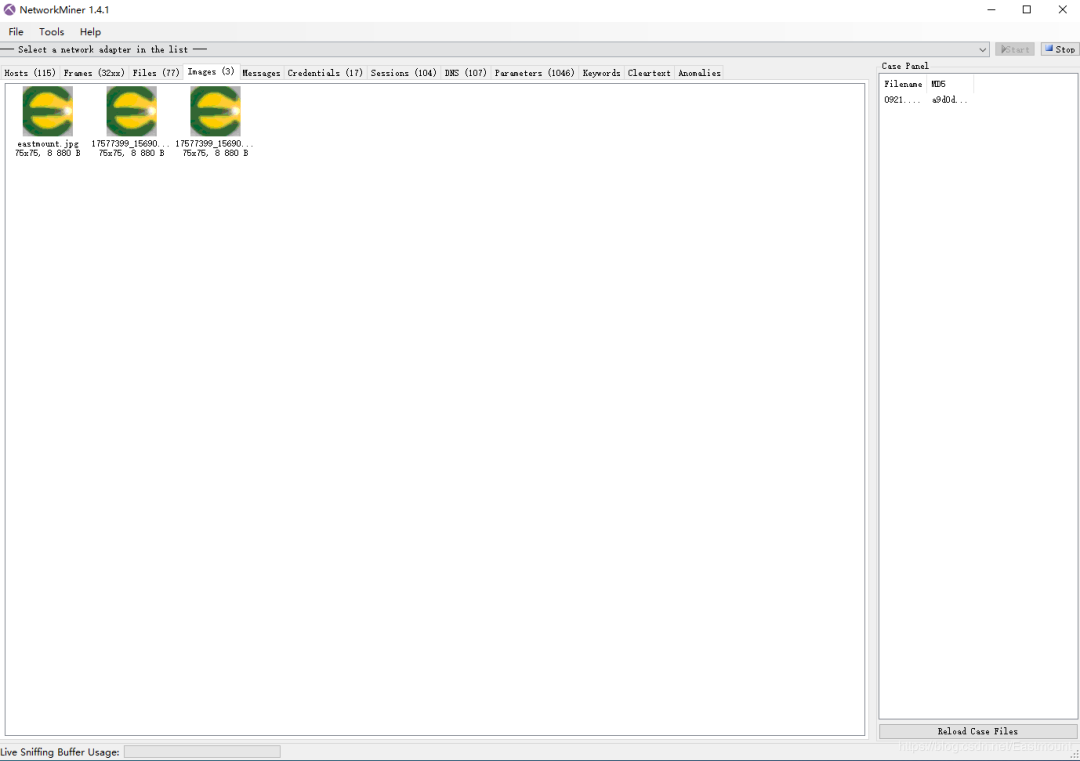 NetworkMiner 1.4.1
File Tools Help
--- Select a network adapter in the list ---
Start
Stop
Hosts (115) Frames (32xx) Files (77) Images (3) Messages Credentials (17) Sessions (104) DNS (107) Parameters (1046) Keywords Cleartext Anomalies
eastmount.jpg
75x75, 8 880 B
17577399_15690...
75x75, 8 880 B
17577399_15690...
75x75, 8 880 B
Case Panel
Filename MD5
0921.... a9d0d...
Reload Case Files
Live Sniffing Buffer Usage:
https://blog.csdn.net/Eastmount